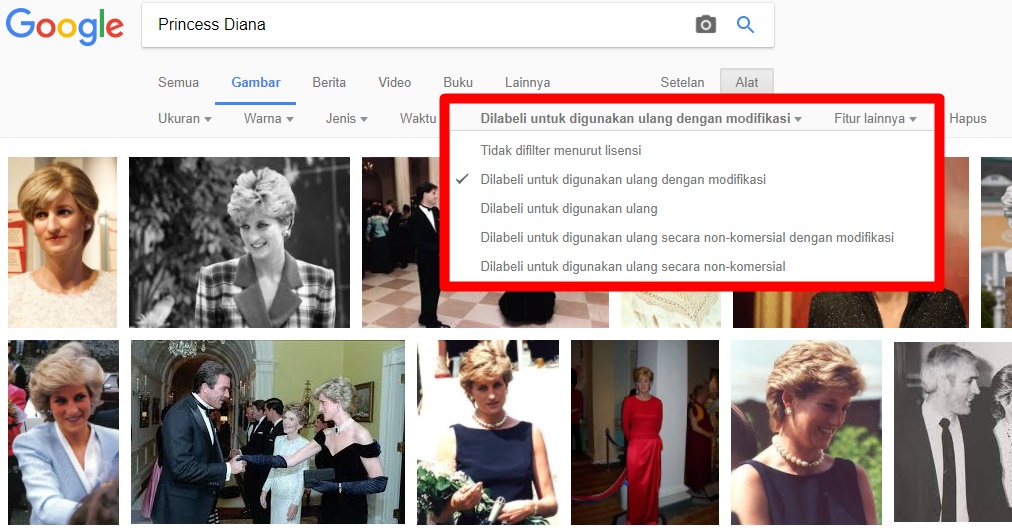 Google
Princess Diana
Semua Gambar Berita Video Buku Lainnya Setelan Alat
Ukuran Warna Jenis Waktu Dilabeli untuk digunakan ulang dengan modifikasi Fitur lainnya Hapus
Tidak difilter menurut lisensi
Dilabeli untuk digunakan ulang dengan modifikasi
Dilabeli untuk digunakan ulang
Dilabeli untuk digunakan ulang secara non-komersial dengan modifikasi
Dilabeli untuk digunakan ulang secara non-komersial